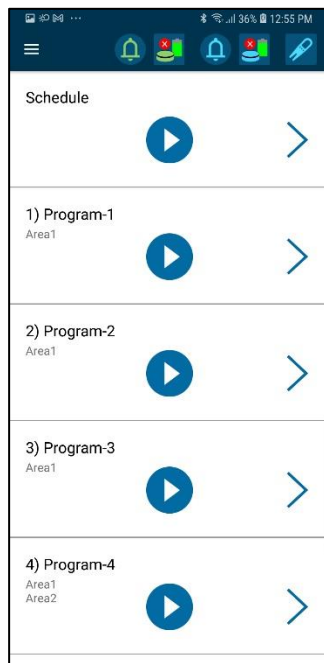 36% 12:55 PM
Schedule
1) Program-1
Area1
2) Program-2
Area1
3) Program-3
Area1
4) Program-4
Area1
Area2